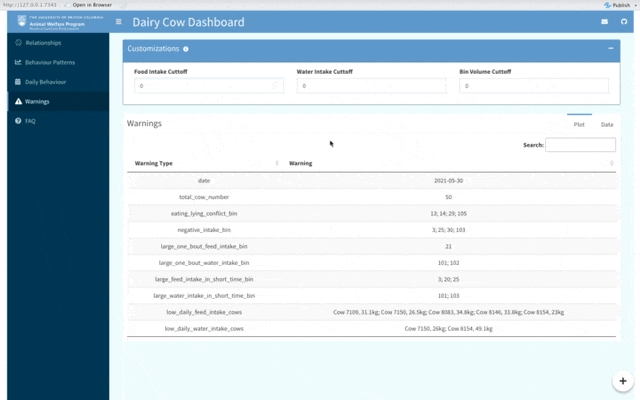 http://127.0.0.1:7343 Open in Browser Publish
THE UNIVERSITY OF BRITISH COLUMBIA
Animal Welfare Program
Dairy Cow Dashboard
Relationships
Behaviour Patterns
Daily Behaviour
Warnings
FAQ
Customizations
Food Intake Cuttoff Water Intake Cuttoff Bin Volume Cuttoff
0 0 0
Warnings Plot Data
Search:
Warning Type Warning
date 2021-05-30
total_cow_number 50
eating_lying_conflict_bin 13; 14; 29; 105
negative_intake_bin 3; 25; 30; 103
large_one_bout_feed_intake_bin 21
large_one_bout_water_intake_bin 101; 102
large_feed_intake_in_short_time_bin 3; 20; 25
large_water_intake_in_short_time_bin 101; 103
low_daily_feed_intake_cows Cow 7109, 31.1kg; Cow 7150, 26.5kg; Cow 8083, 34.8kg; Cow 8146, 33.8kg; Cow 8154, 23kg
low_daily_water_intake_cows Cow 7150, 26kg; Cow 8154, 49.1kg